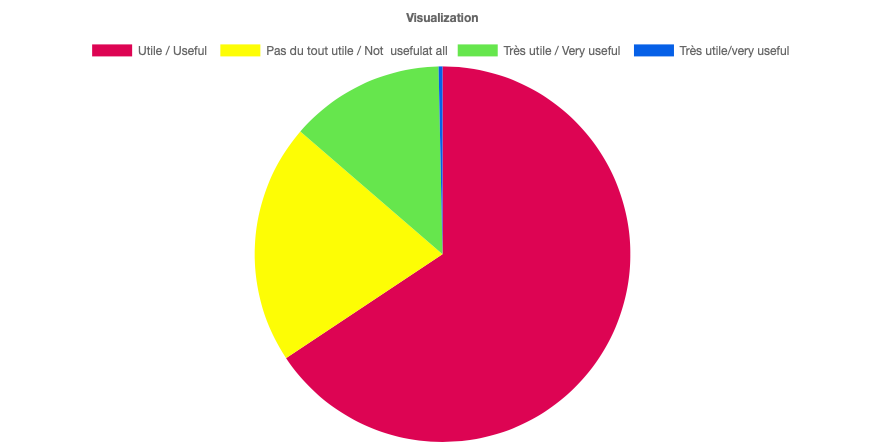 Visualization
Utile / Useful Pas du tout utile / Not usefulat all Très utile / Very useful Très utile/very useful